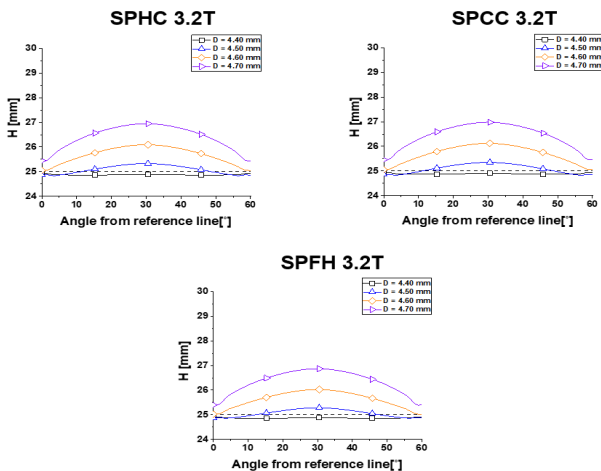 SPHC 3.2T
D = 4.40 mm
D = 4.50 mm
D = 4.60 mm
D = 4.70 mm
H [mm]
30
29
28
27
26
25
24
0 10 20 30 40 50 60
Angle from reference line[°]
SPCC 3.2T
D = 4.40 mm
D = 4.50 mm
D = 4.60 mm
D = 4.70 mm
H [mm]
30
29
28
27
26
25
24
0 10 20 30 40 50 60
Angle from reference line[°]
SPFH 3.2T
D = 4.40 mm
D = 4.50 mm
D = 4.60 mm
D = 4.70 mm
H [mm]
30
29
28
27
26
25
24
0 10 20 30 40 50 60
Angle from reference line[°]